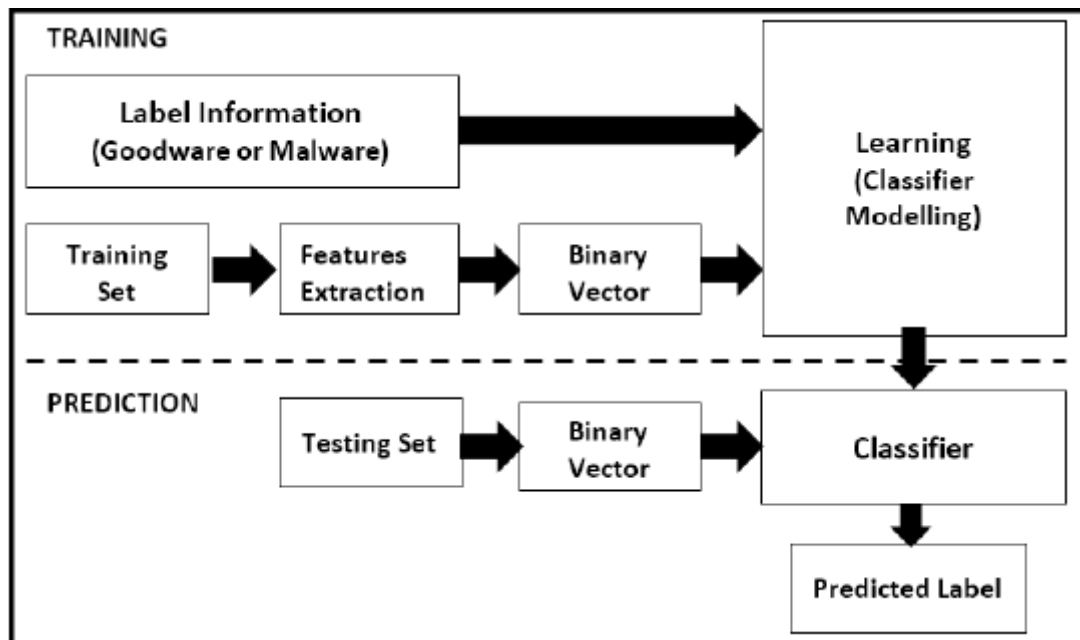 TRAINING
Label Information
(Goodware or Malware)
Learning
(Classifier
Modelling)
Training
Set
Features
Extraction
Binary
Vector
PREDICTION
Testing Set
Binary
Vector
Classifier
Predicted Label